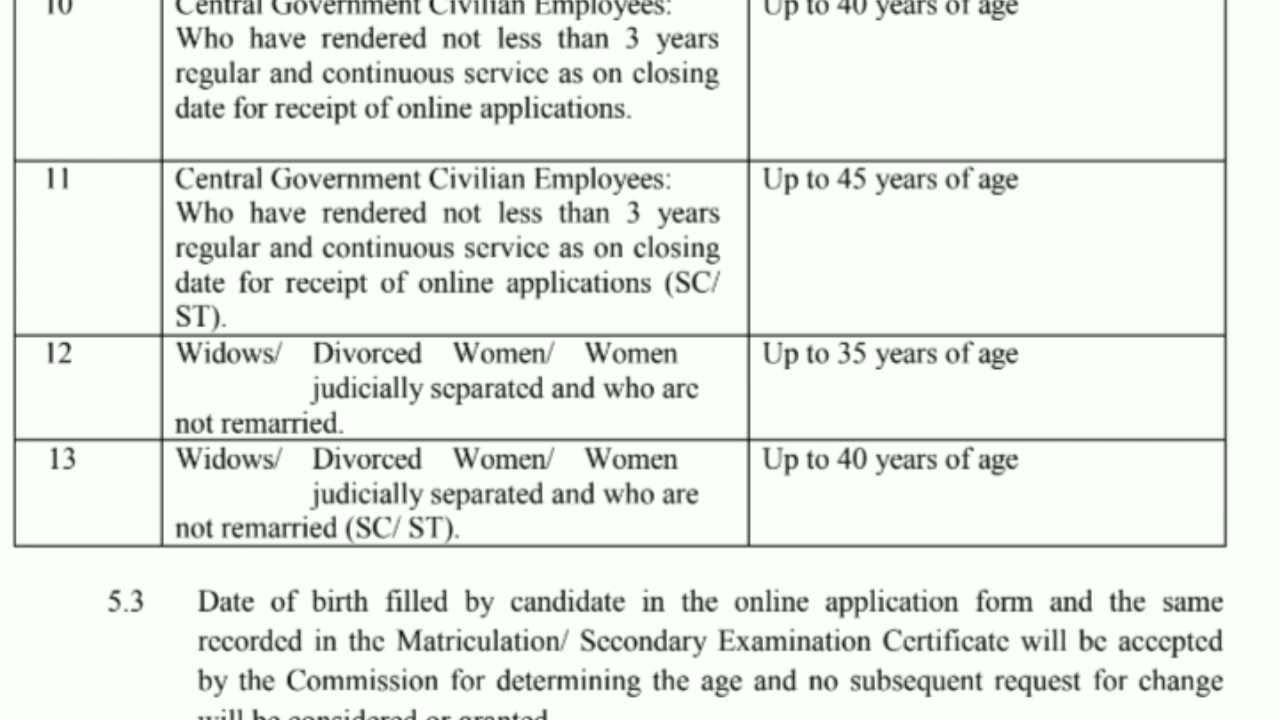 10 Central Government Civilian Employees: Up to 40 years of age
Who have rendered not less than 3 years
regular and continuous service as on closing
date for receipt of online applications.
11 Central Government Civilian Employees: Up to 45 years of age
Who have rendered not less than 3 years
regular and continuous service as on closing
date for receipt of online applications (SC/
ST).
12 Widows/ Divorced Women/ Women Up to 35 years of age
judicially separated and who are
not remarried.
13 Widows/ Divorced Women/ Women Up to 40 years of age
judicially separated and who are
not remarried (SC/ ST).
5.3 Date of birth filled by candidate in the online application form and the same
recorded in the Matriculation/ Secondary Examination Certificate will be accepted
by the Commission for determining the age and no subsequent request for change
will be considered or granted